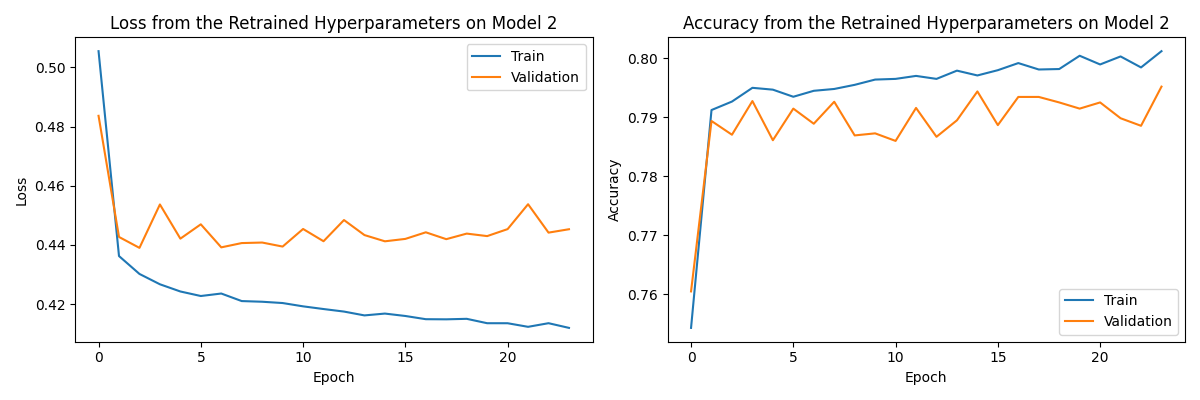 Loss from the Retrained Hyperparameters on Model 2
Train
Validation
0.50
0.48
0.46
0.44
0.42
Loss
0 5 10 15 20
Epoch
Accuracy from the Retrained Hyperparameters on Model 2
0.80
0.79
0.78
0.77
0.76
Accuracy
Train
Validation
0 5 10 15 20
Epoch